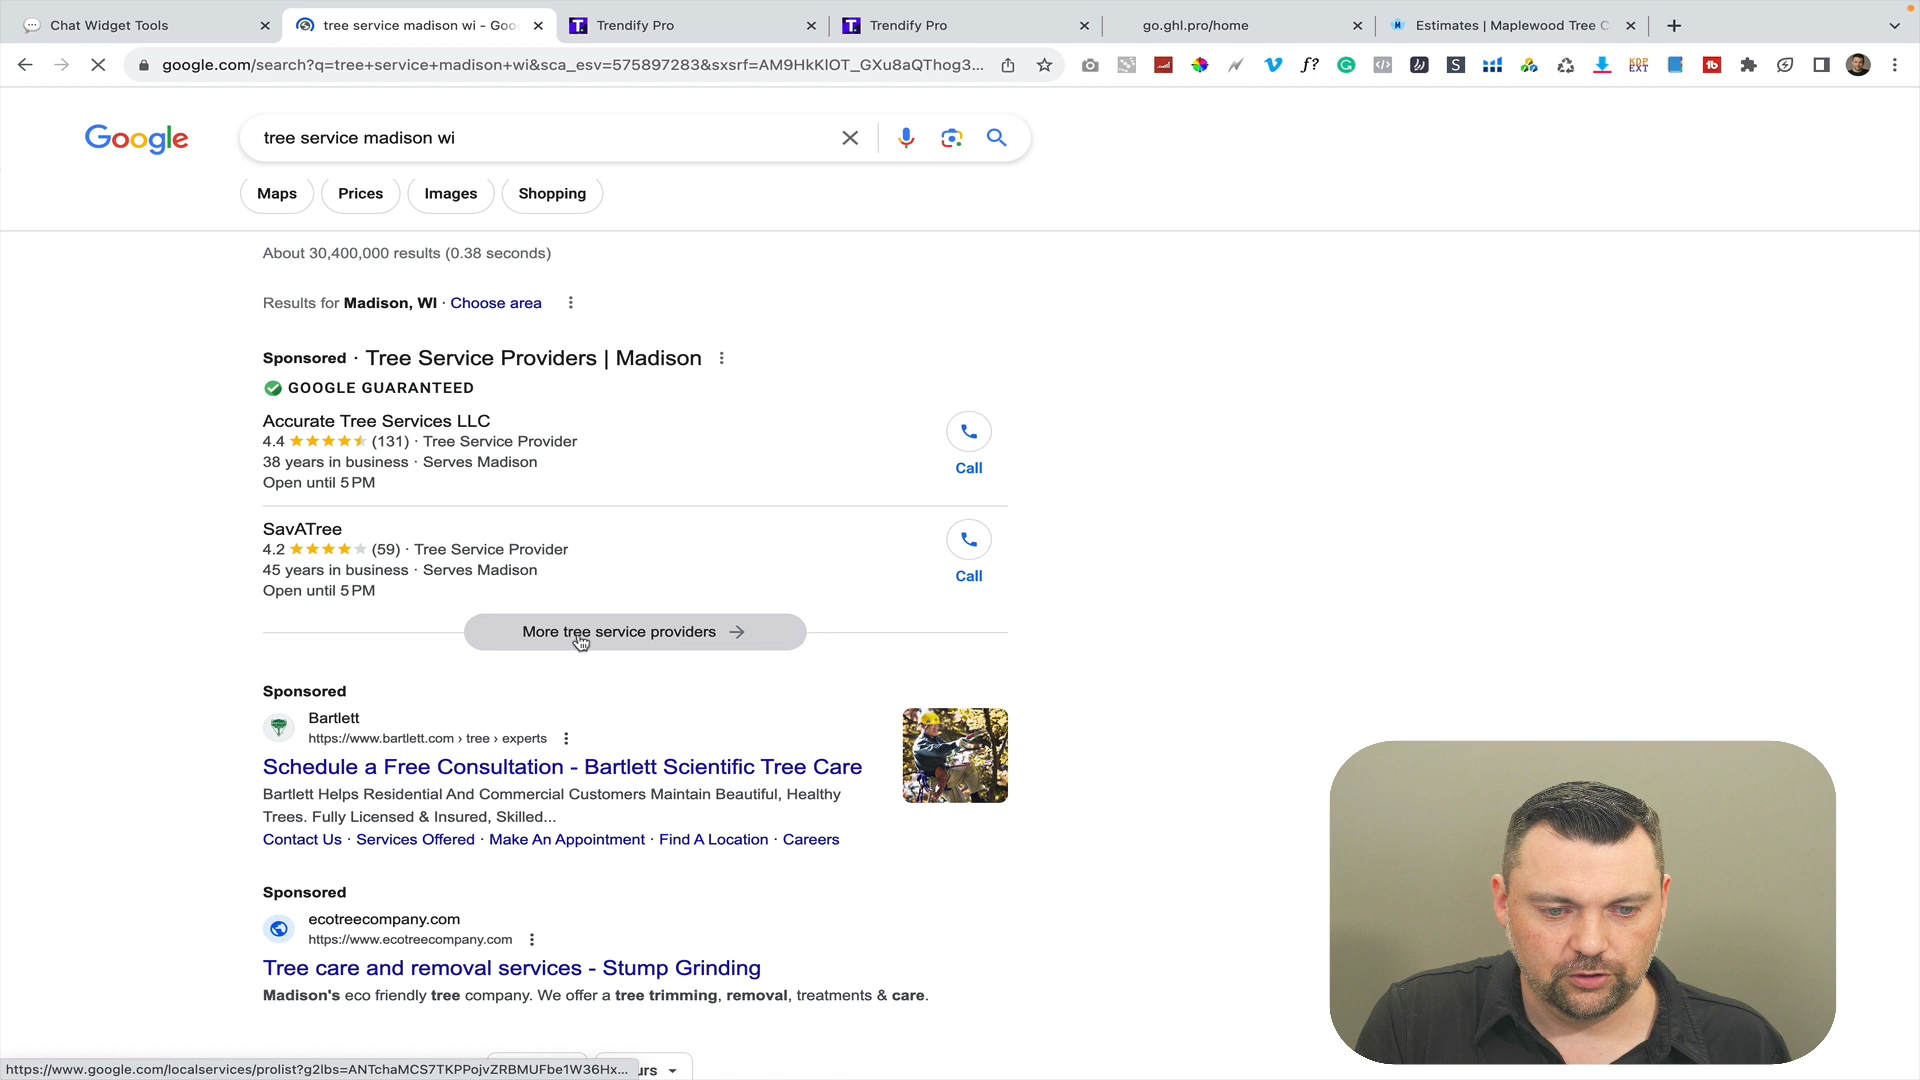 Chat Widget Tools
tree service madison wi - Goo
Trendify Pro
Trendify Pro
go.ghl.pro/home
Estimates | Maplewood Tree C
google.com/search?q=tree+service+madison+wi&sca_esv=575897283&sxsrf=AM9HkKlOT_GXu8aQThog3...
Google
tree service madison wi
Maps
Prices
Images
Shopping
About 30,400,000 results (0.38 seconds)
Results for Madison, WI · Choose area
Sponsored · Tree Service Providers | Madison
GOOGLE GUARANTEED
Accurate Tree Services LLC
4.4 (131) · Tree Service Provider
38 years in business · Serves Madison
Open until 5 PM
Call
SavATree
4.2 (59) · Tree Service Provider
45 years in business · Serves Madison
Open until 5 PM
Call
More tree service providers
Sponsored
Bartlett
https://www.bartlett.com › tree › experts
Schedule a Free Consultation - Bartlett Scientific Tree Care
Bartlett Helps Residential And Commercial Customers Maintain Beautiful, Healthy
Trees. Fully Licensed & Insured, Skilled...
Contact Us · Services Offered · Make An Appointment · Find A Location · Careers
Sponsored
ecotreecompany.com
https://www.ecotreecompany.com
Tree care and removal services - Stump Grinding
Madison's eco friendly tree company. We offer a tree trimming, removal, treatments & care.
https://www.google.com/localservices/prolist?g2lbs=ANTchaMCS7TKPPojvZRBMUFbe1W36Hx...
urs